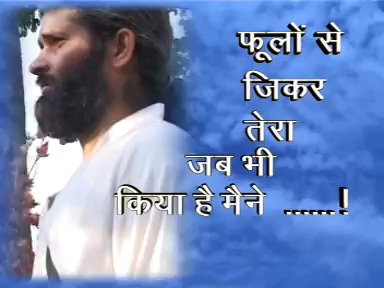 फूलों से
जिकर
तेरा
जब भी
किया है मैने ......!